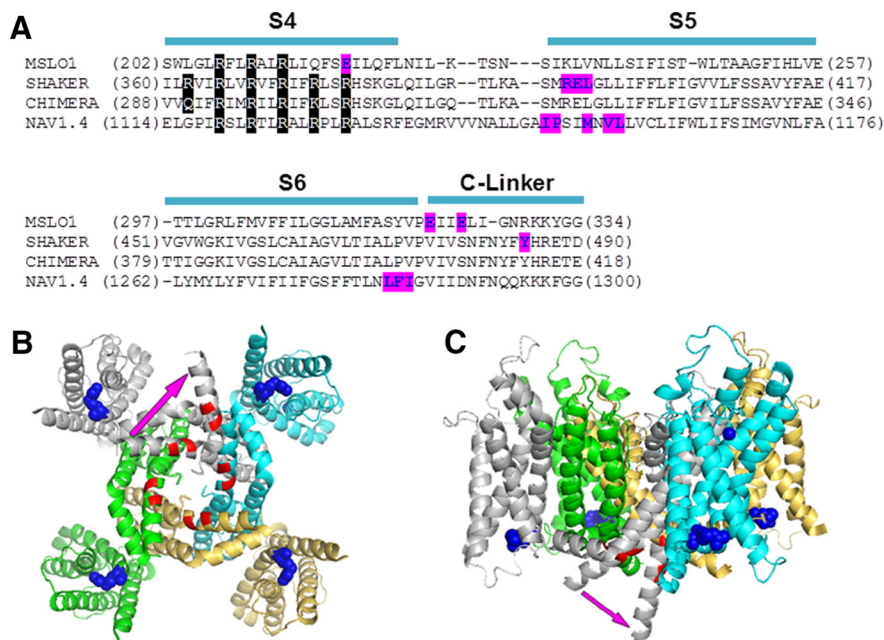 A
S4 S5
MSLO1 (202) SWLGLRFLRALRLIQFSEILQFLNIL-K--TSN---SIKLVNLLSIFIST-WLTAAGFIHLVE (257)
SHAKER (360) ILRVIRLVRVFRIFRLSRHSKGLQILGR--TLKA-SMRELGLLIFFLFIGVVLFSSAVYFAE (417)
CHIMERA (288) VVQIFRIMRILRIFKLSRHSKGLQILGQ--TLKA-SMRELGLLIFFLFIGVILFSSAVYFAE (346)
NAV1.4 (1114) ELGPIRSLRTLRALRPLRALSRFEGMRVVVNALLGAIPSIMNVLLVCLIFWLIFSIMGVNLFA (1176)
S6 C-Linker
MSLO1 (297) -TTLGRLFMVFFILGGLAMFASYVPEIIELI-GNRKKYGG (334)
SHAKER (451) VGVWGKIVGSLCAIAGVLTIALPVPVIVSNFNYFYHRETD (490)
CHIMERA (379) TTIGGKIVGSLCAIAGVLTIALPVPVIVSNFNYFYHRETE (418)
NAV1.4 (1262) -LYMYLYFVIFIIFGSFFTLNLFIGVIIDNFNQQKKKFGG (1300)
B C